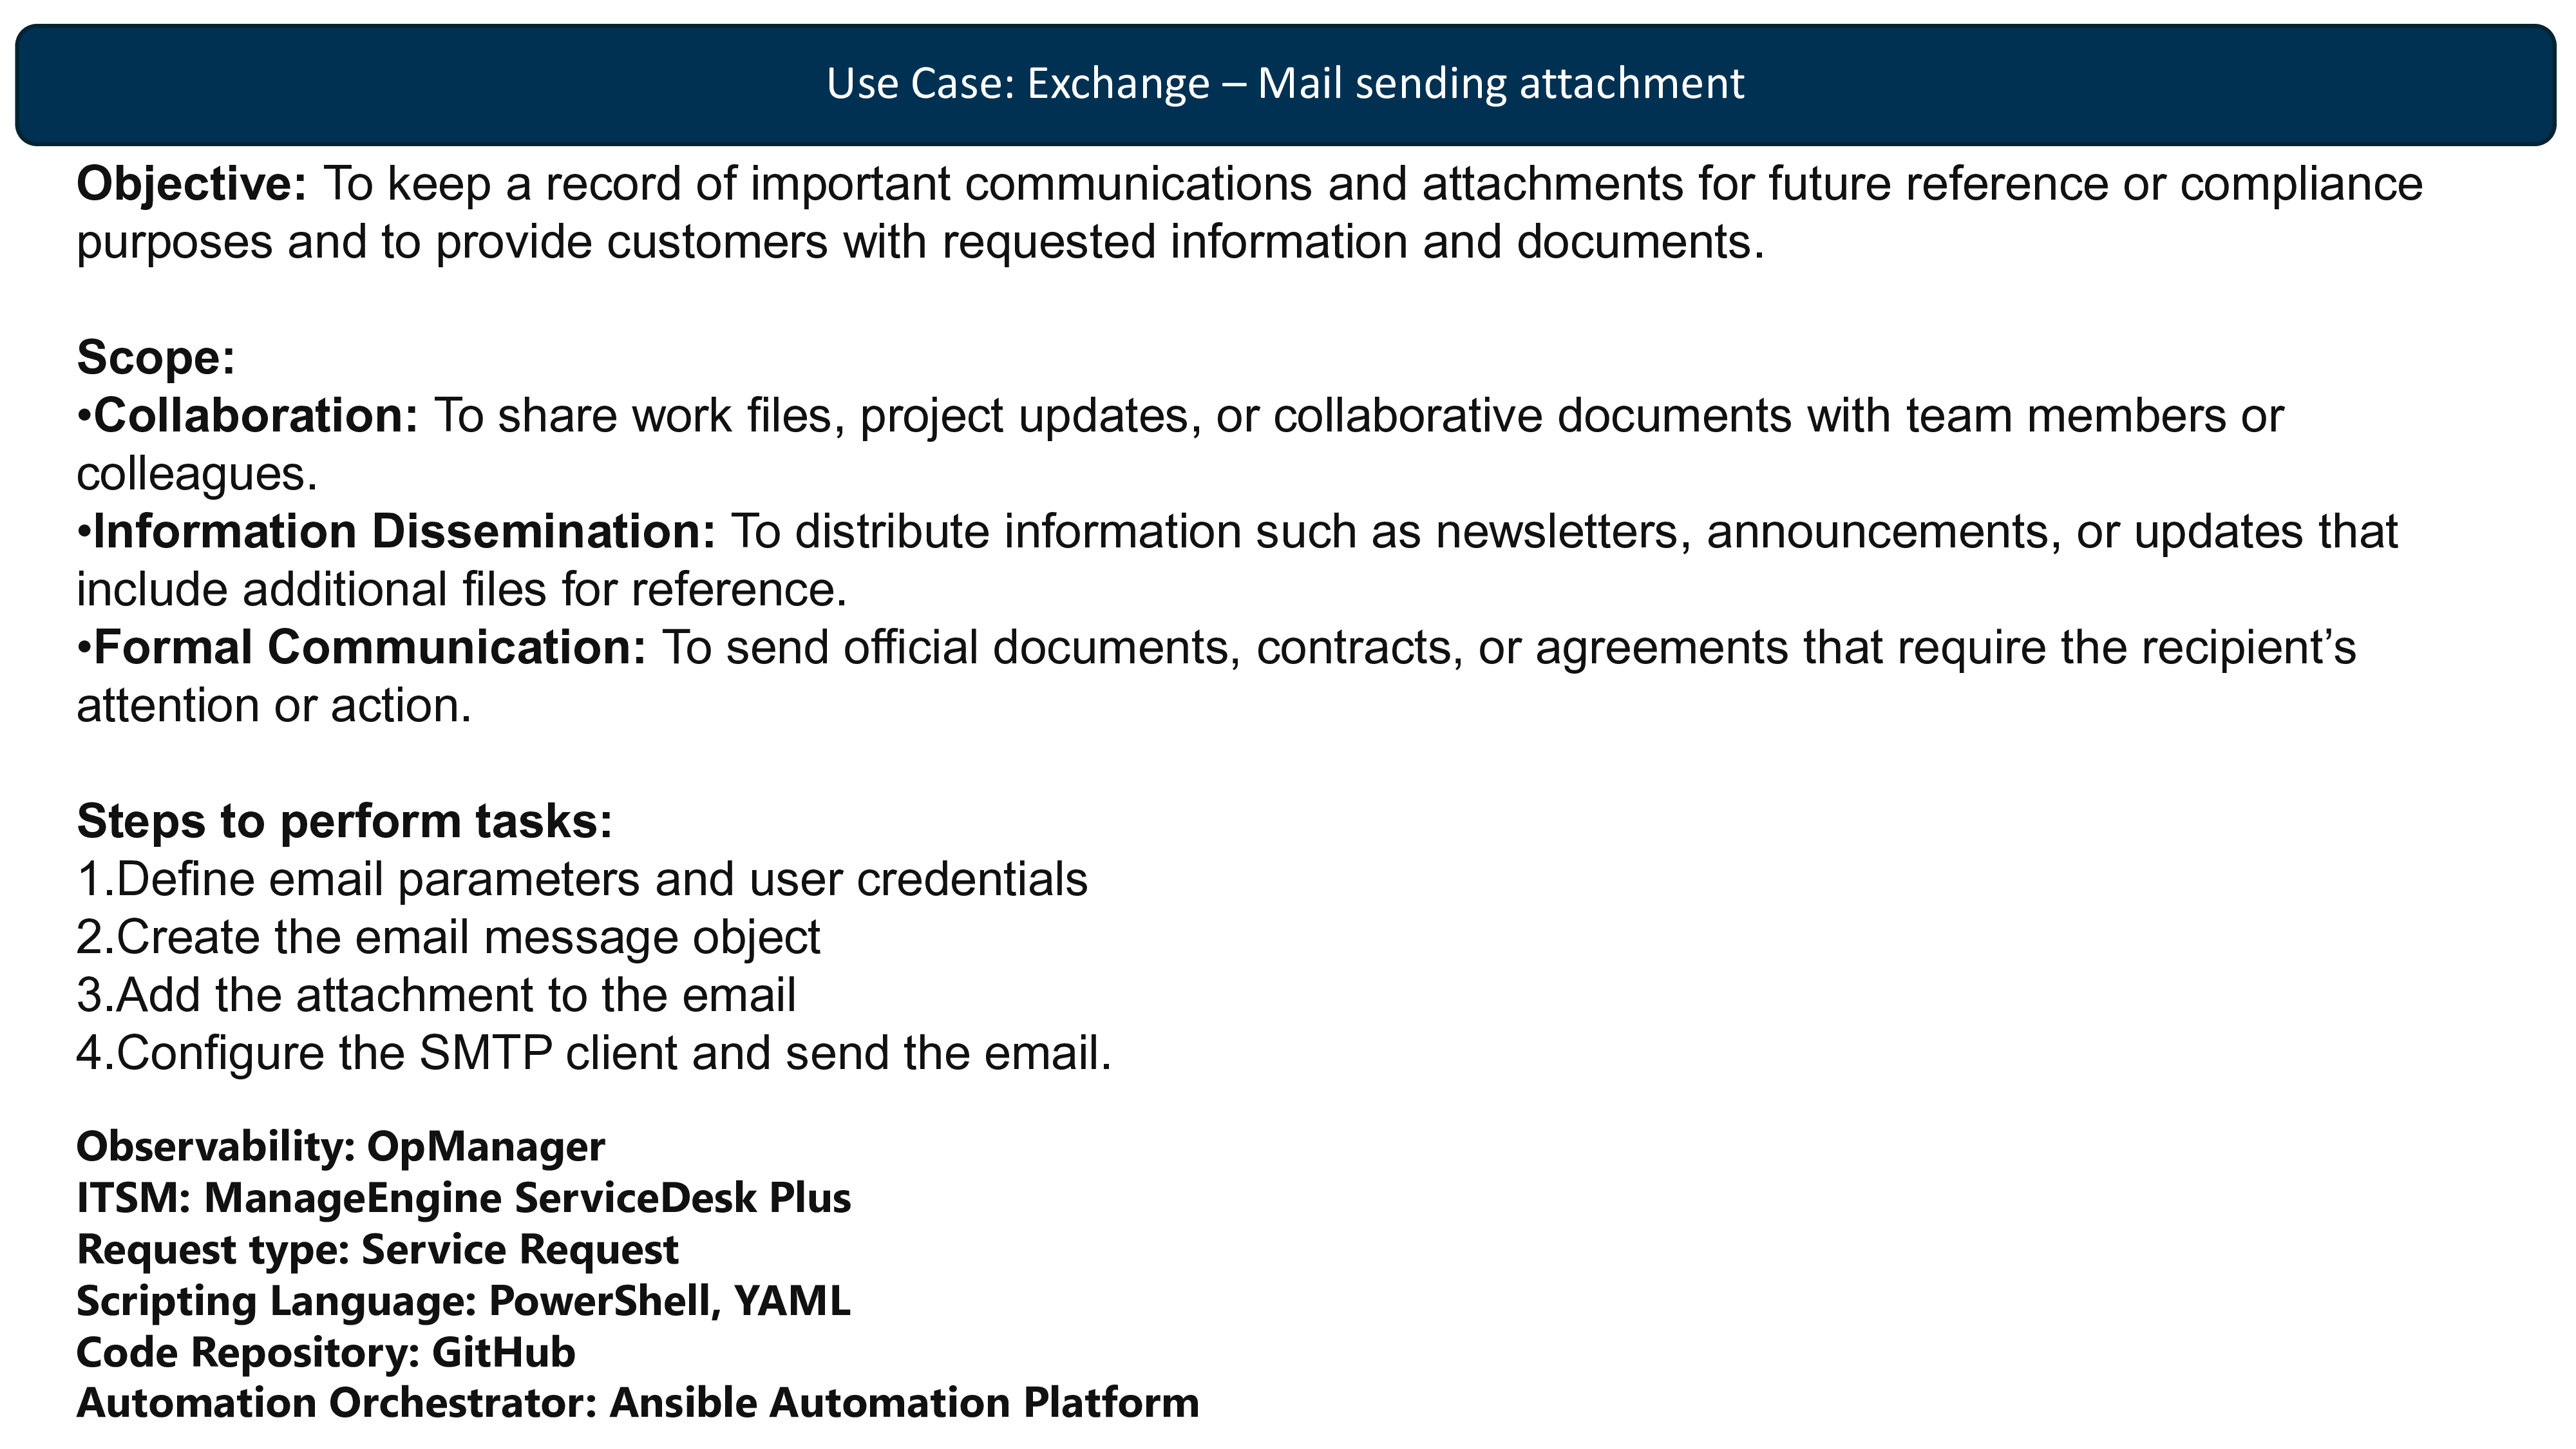 Use Case: Exchange – Mail sending attachment
Objective: To keep a record of important communications and attachments for future reference or compliance
purposes and to provide customers with requested information and documents.
Scope:
•Collaboration: To share work files, project updates, or collaborative documents with team members or
colleagues.
•Information Dissemination: To distribute information such as newsletters, announcements, or updates that
include additional files for reference.
•Formal Communication: To send official documents, contracts, or agreements that require the recipient’s
attention or action.
Steps to perform tasks:
1.Define email parameters and user credentials
2.Create the email message object
3.Add the attachment to the email
4.Configure the SMTP client and send the email.
Observability: OpManager
ITSM: ManageEngine ServiceDesk Plus
Request type: Service Request
Scripting Language: PowerShell, YAML
Code Repository: GitHub
Automation Orchestrator: Ansible Automation Platform